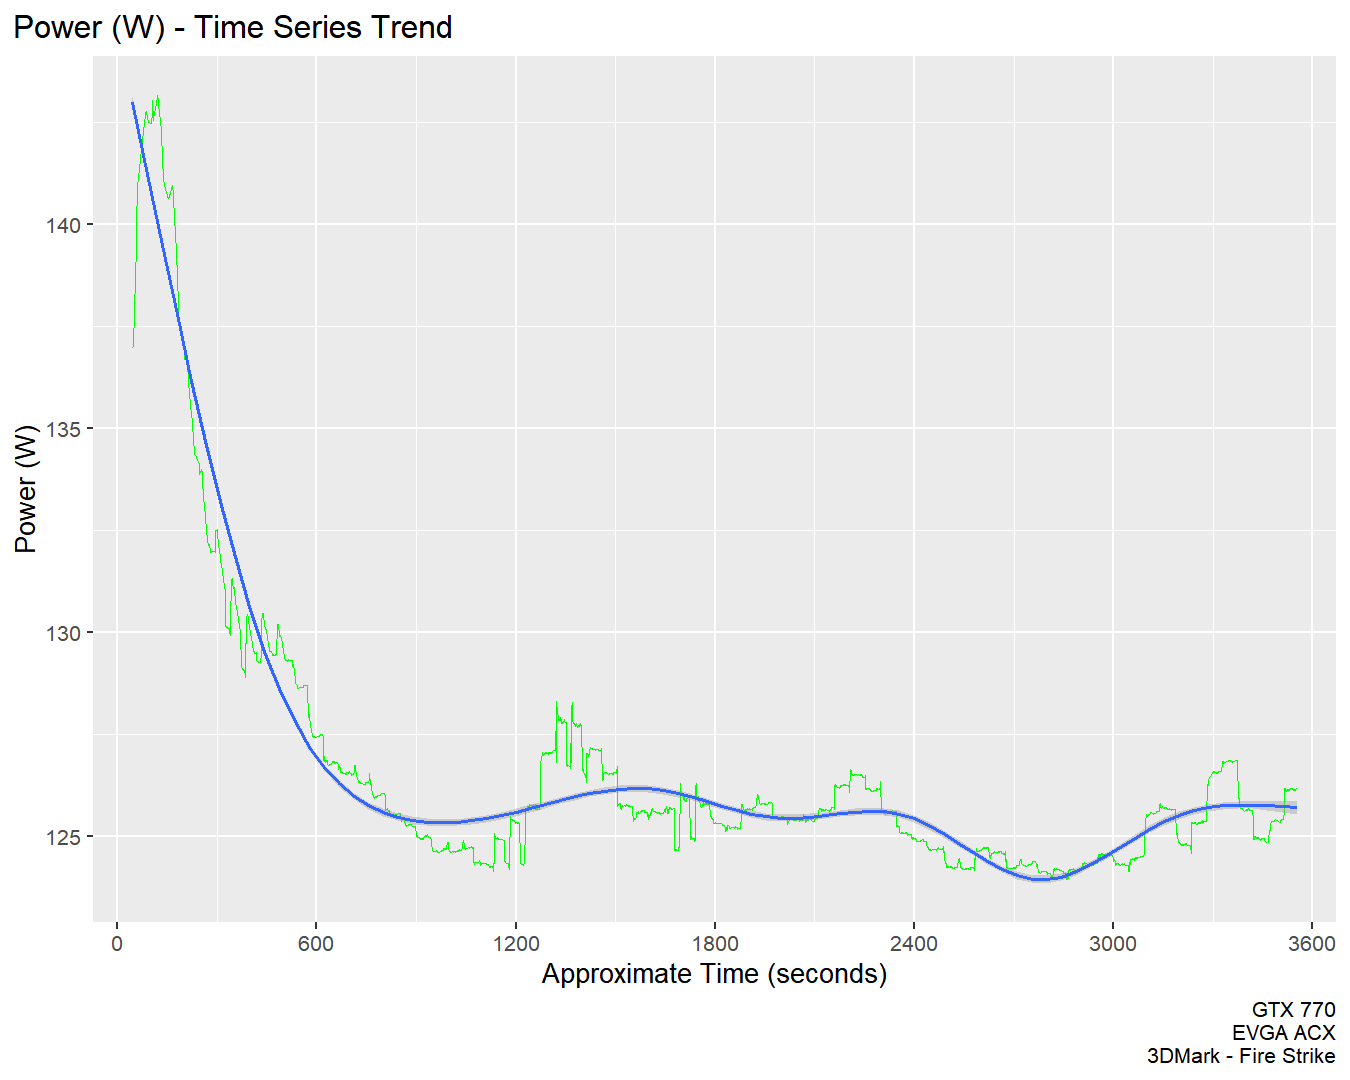 Power (W) - Time Series Trend
Power (W)
140
135
130
125
0 600 1200 1800 2400 3000 3600
Approximate Time (seconds)
GTX 770
EVGA ACX
3DMark - Fire Strike